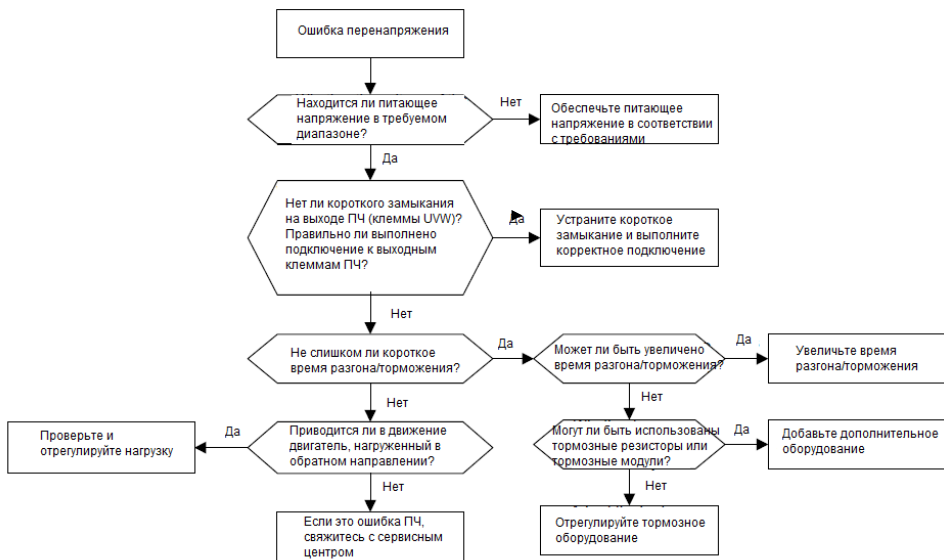 Ошибка перенапряжения
Находится ли питающее
напряжение в требуемом
диапазоне?
Нет
Обеспечьте питающее
напряжение в соответствии
с требованиями
Да
Нет ли короткого замыкания
на выходе ПЧ (клеммы UVW)?
Правильно ли выполнено
подключение к выходным
клеммам ПЧ?
Да
Устраните короткое
замыкание и выполните
корректное подключение
Нет
Не слишком ли короткое
время разгона/торможения?
Да
Может ли быть увеличено
время разгона/торможения?
Да
Увеличьте время
разгона/торможения
Нет
Нет
Проверьте и
отрегулируйте нагрузку
Да
Приводится ли в движение
двигатель, нагруженный в
обратном направлении?
Могут ли быть использованы
тормозные резисторы или
тормозные модули?
Да
Добавьте дополнительное
оборудование
Нет
Нет
Если это ошибка ПЧ,
свяжитесь с сервисным
центром
Отрегулируйте тормозное
оборудование